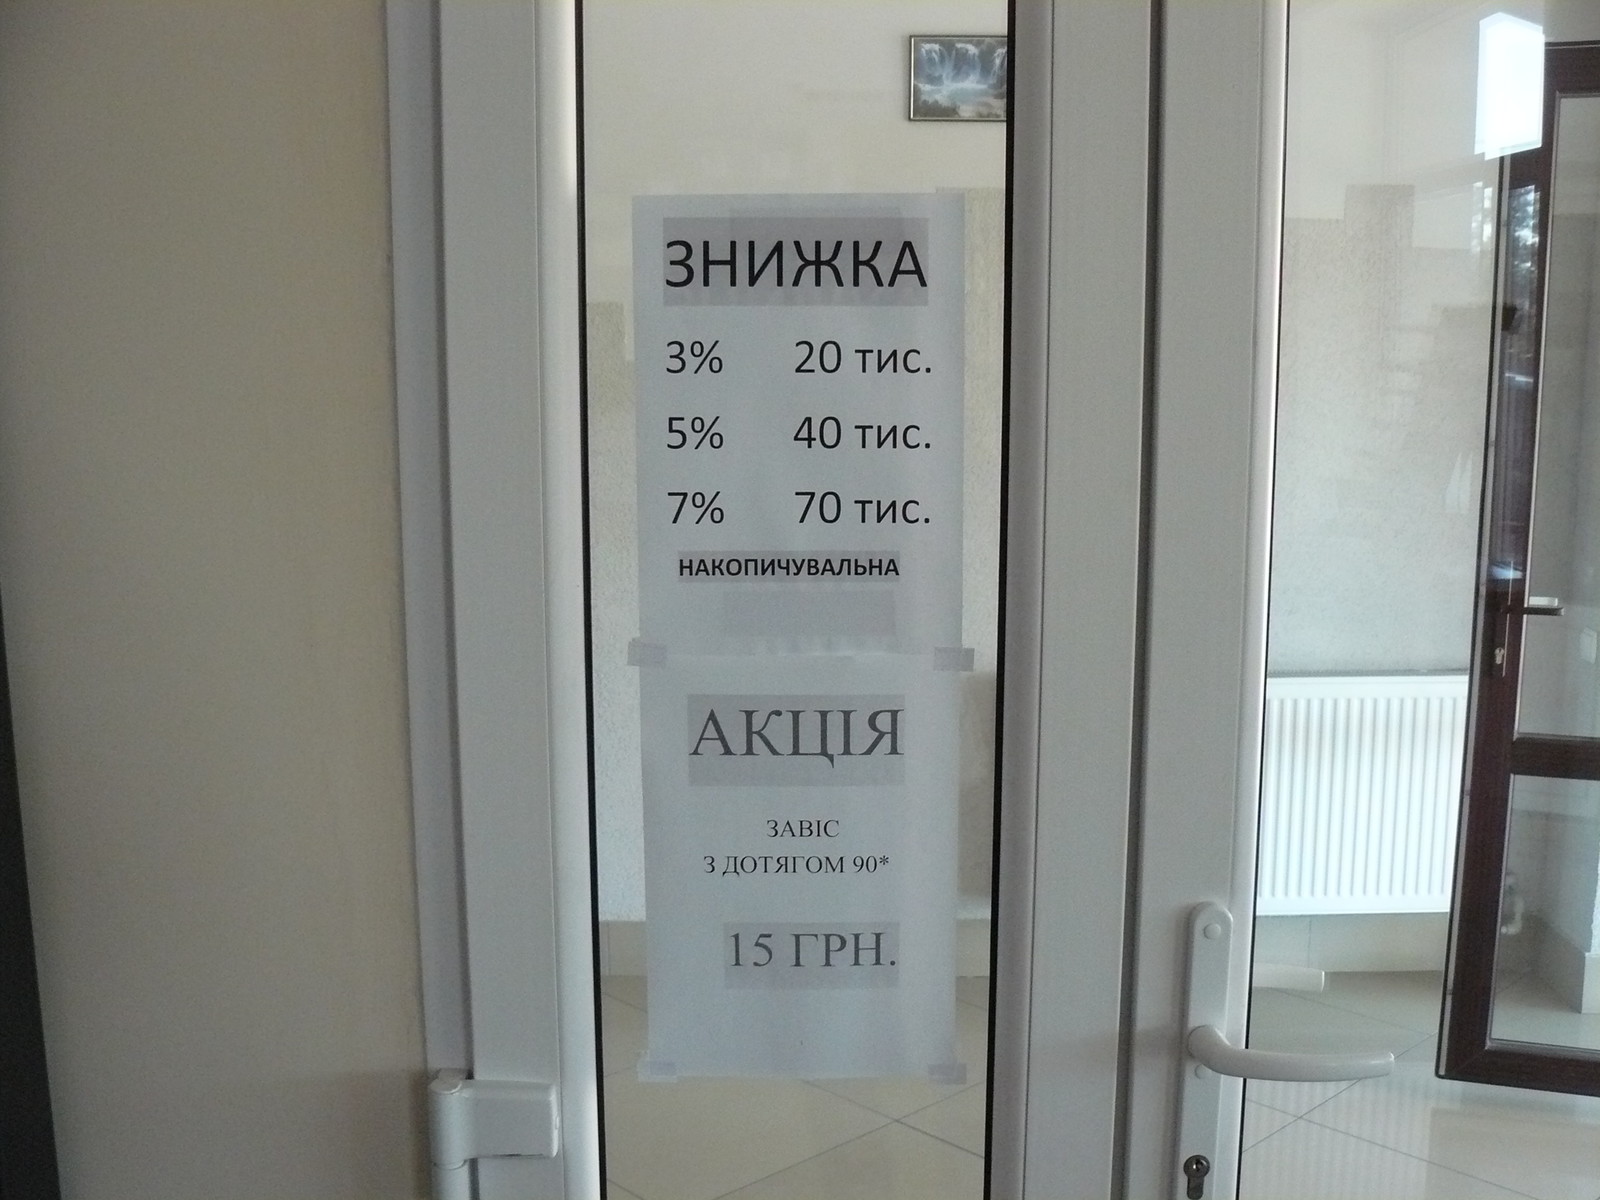 ЗНИЖКА
3% 20 тис.
5% 40 тис.
7% 70 тис.
НАКОПИЧУВАЛЬНА
АКЦІЯ
ЗАВІС
З ДОТЯГОМ 90*
15 ГРН.